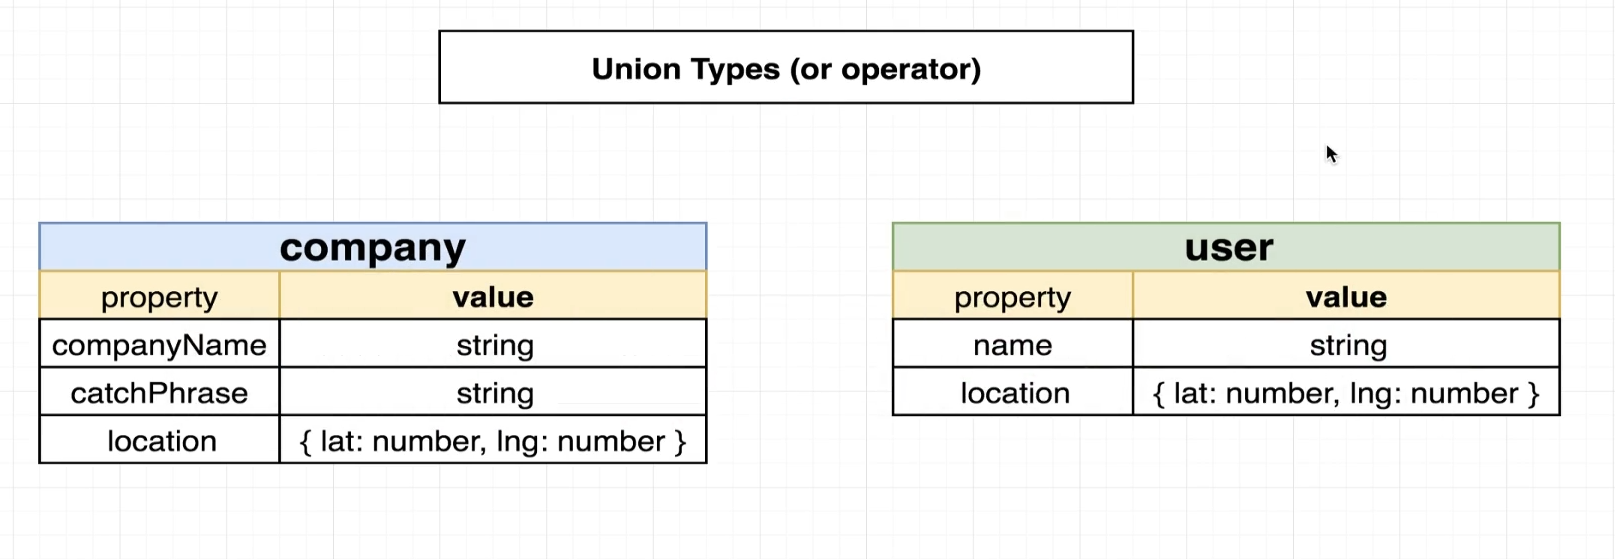 Union Types (or operator)
company
property value
companyName string
catchPhrase string
location { lat: number, lng: number }
user
property value
name string
location { lat: number, lng: number }